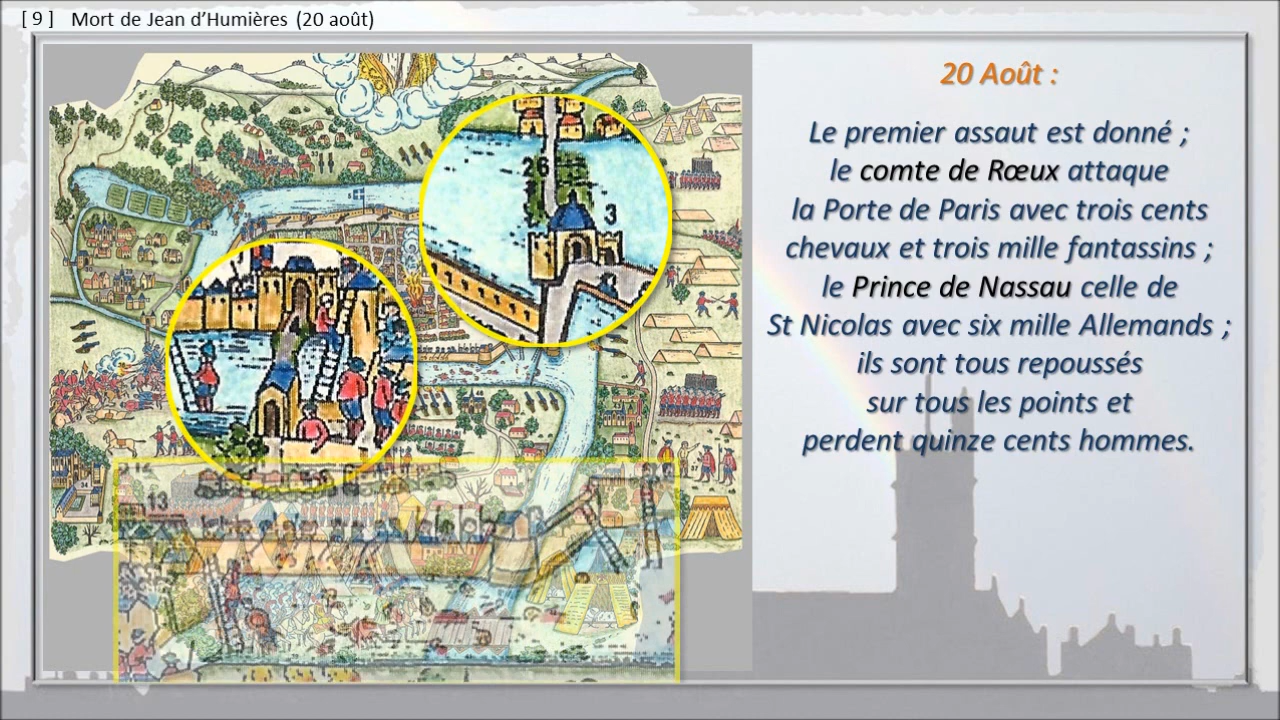 [ 9 ] Mort de Jean d’Humières (20 août)
20 Août :
Le premier assaut est donné ;
le comte de Rœux attaque
la Porte de Paris avec trois cents
chevaux et trois mille fantassins ;
le Prince de Nassau celle de
St Nicolas avec six mille Allemands ;
ils sont tous repoussés
sur tous les points et
perdent quinze cents hommes.
26
3
13